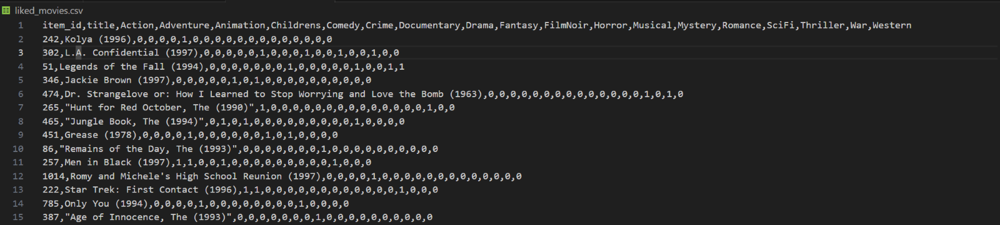 liked_movies.csv
1 item_id,title,Action,Adventure,Animation,Childrens,Comedy,Crime,Documentary,Drama,Fantasy,FilmNoir,Horror,Musical,Mystery,Romance,SciFi,Thriller,War,Western
2 242,Kolya (1996),0,0,0,0,1,0,0,0,0,0,0,0,0,0,0,0,0,0
3 302,L.A. Confidential (1997),0,0,0,0,0,1,0,0,0,1,0,0,1,0,0,1,0,0
4 51,Legends of the Fall (1994),0,0,0,0,0,0,0,1,0,0,0,0,0,1,0,0,1,1
5 346,Jackie Brown (1997),0,0,0,0,0,1,0,1,0,0,0,0,0,0,0,0,0,0
6 474,Dr. Strangelove or: How I Learned to Stop Worrying and Love the Bomb (1963),0,0,0,0,0,0,0,0,0,0,0,0,0,0,1,0,1,0
7 265,"Hunt for Red October, The (1990)",1,0,0,0,0,0,0,0,0,0,0,0,0,0,0,1,0,0
8 465,"Jungle Book, The (1994)",0,1,0,1,0,0,0,0,0,0,0,0,0,1,0,0,0,0
9 451,Grease (1978),0,0,0,0,1,0,0,0,0,0,0,1,0,1,0,0,0,0
10 86,"Remains of the Day, The (1993)",0,0,0,0,0,0,0,1,0,0,0,0,0,0,0,0,0,0
11 257,Men in Black (1997),1,1,0,0,1,0,0,0,0,0,0,0,0,0,1,0,0,0
12 1014,Romy and Michele's High School Reunion (1997),0,0,0,0,1,0,0,0,0,0,0,0,0,0,0,0,0,0
13 222,Star Trek: First Contact (1996),1,1,0,0,0,0,0,0,0,0,0,0,0,0,1,0,0,0
14 785,Only You (1994),0,0,0,0,1,0,0,0,0,0,0,0,0,1,0,0,0,0
15 387,"Age of Innocence, The (1993)",0,0,0,0,0,0,0,1,0,0,0,0,0,0,0,0,0,0